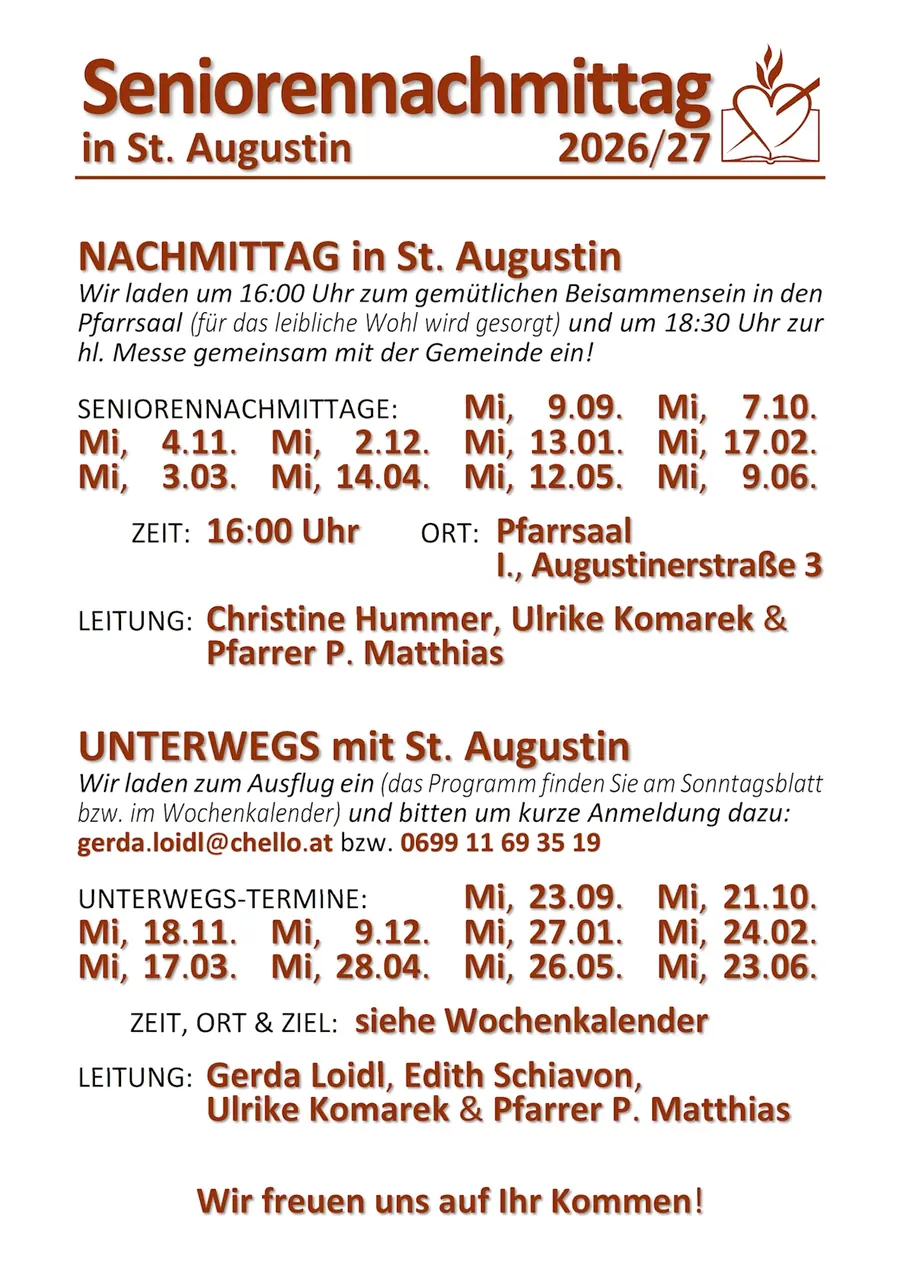 Seniorennachmittag
in St. Augustin 2026/27
NACHMITTAG in St. Augustin
Wir laden um 16:00 Uhr zum gemütlichen Beisammensein in den
Pfarrsaal (für das leibliche Wohl wird gesorgt) und um 18:30 Uhr zur
hl. Messe gemeinsam mit der Gemeinde ein!
SENIORENNACHMITTAGE: Mi, 9.09. Mi, 7.10.
Mi, 4.11. Mi, 2.12. Mi, 13.01. Mi, 17.02.
Mi, 3.03. Mi, 14.04. Mi, 12.05. Mi, 9.06.
ZEIT: 16:00 Uhr ORT: Pfarrsaal
I., Augustinerstraße 3
LEITUNG: Christine Hummer, Ulrike Komarek &
Pfarrer P. Matthias
UNTERWEGS mit St. Augustin
Wir laden zum Ausflug ein (das Programm finden Sie am Sonntagsblatt
bzw. im Wochenkalender) und bitten um kurze Anmeldung dazu:
gerda.loidl@chello.at bzw. 0699 11 69 35 19
UNTERWEGS-TERMINE: Mi, 23.09. Mi, 21.10.
Mi, 18.11. Mi, 9.12. Mi, 27.01. Mi, 24.02.
Mi, 17.03. Mi, 28.04. Mi, 26.05. Mi, 23.06.
ZEIT, ORT & ZIEL: siehe Wochenkalender
LEITUNG: Gerda Loidl, Edith Schiavon,
Ulrike Komarek & Pfarrer P. Matthias
Wir freuen uns auf Ihr Kommen!